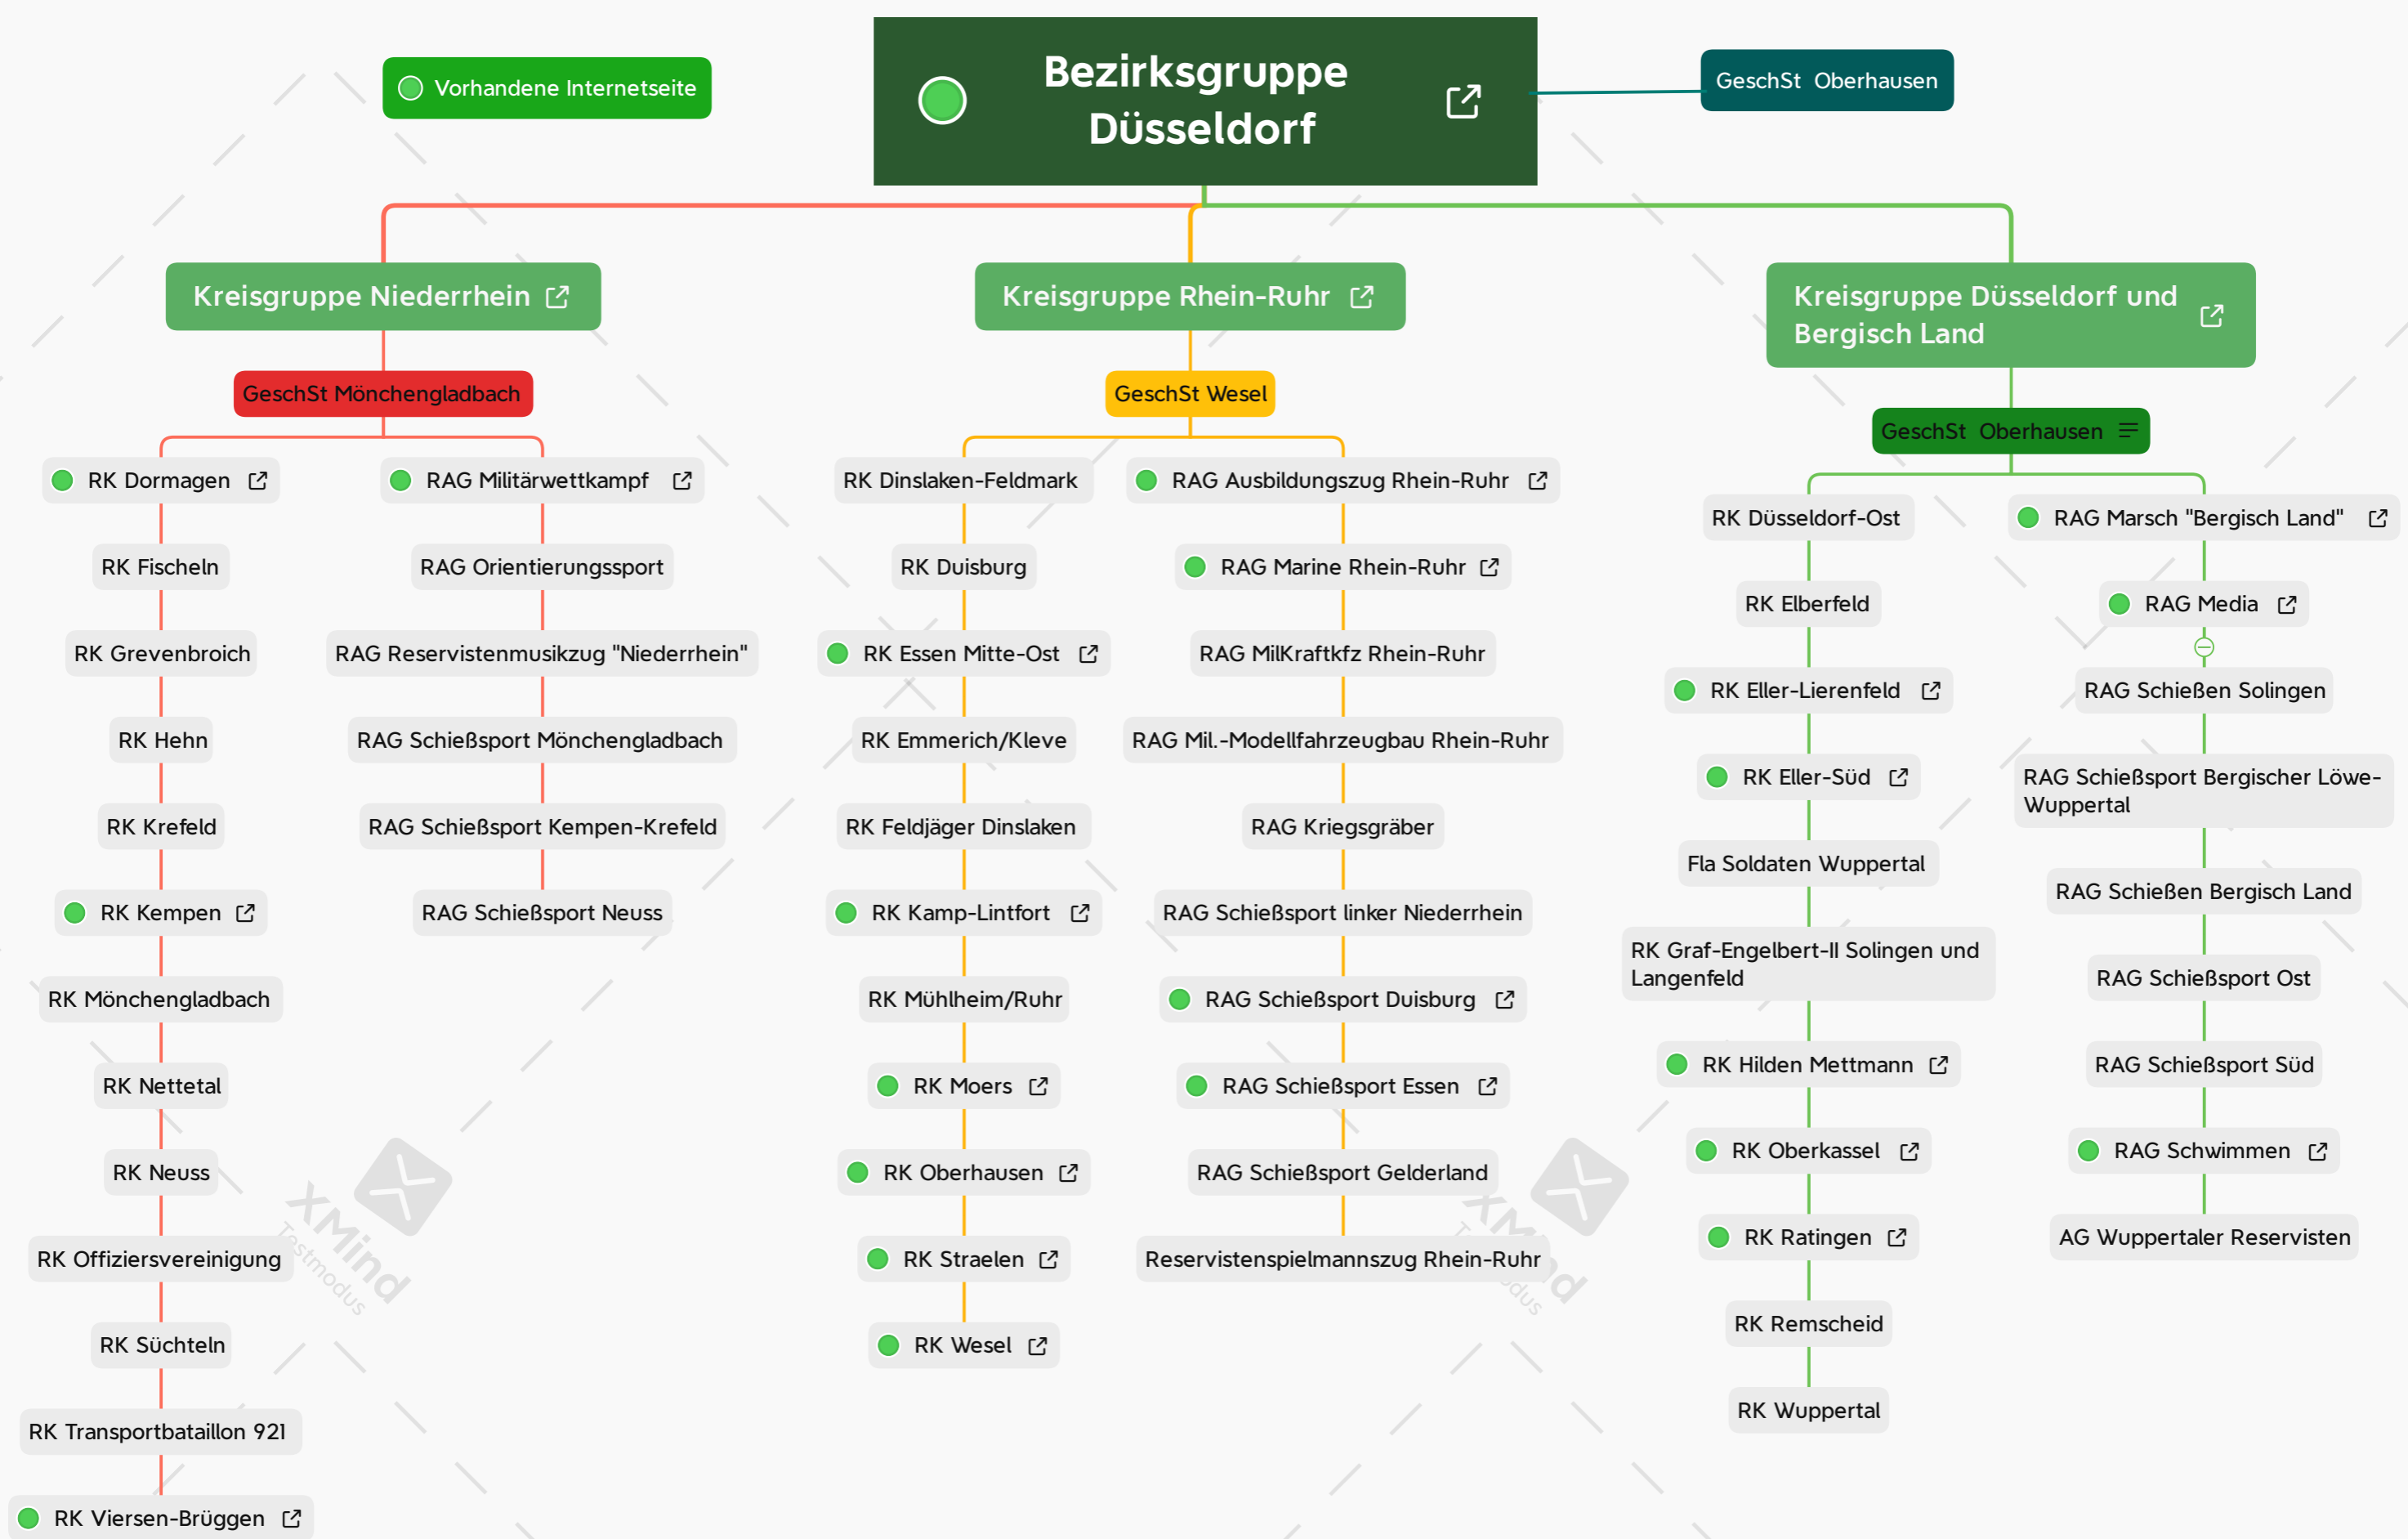 Vorhandene Internetseite
Bezirksgruppe
Düsseldorf
GeschSt Oberhausen
Kreisgruppe Niederrhein
GeschSt Mönchengladbach
RK Dormagen
RK Fischeln
RK Grevenbroich
RK Hehn
RK Krefeld
RK Kempen
RK Mönchengladbach
RK Nettetal
RK Neuss
RK Offiziersvereinigung
RK Süchteln
RK Transportbataillon 921
RK Viersen-Brüggen
RAG Militärwettkampf
RAG Orientierungssport
RAG Reservistenmusikzug "Niederrhein"
RAG Schießsport Mönchengladbach
RAG Schießsport Kempen-Krefeld
RAG Schießsport Neuss
Kreisgruppe Rhein-Ruhr
GeschSt Wesel
RK Dinslaken-Feldmark
RK Duisburg
RK Essen Mitte-Ost
RK Emmerich/Kleve
RK Feldjäger Dinslaken
RK Kamp-Lintfort
RK Mühlheim/Ruhr
RK Moers
RK Oberhausen
RK Straelen
RK Wesel
RAG Ausbildungszug Rhein-Ruhr
RAG Marine Rhein-Ruhr
RAG MilKraftkfz Rhein-Ruhr
RAG Mil.-Modellfahrzeugbau Rhein-Ruhr
RAG Kriegsgräber
RAG Schießsport linker Niederrhein
RAG Schießsport Duisburg
RAG Schießsport Essen
RAG Schießsport Gelderland
Reservistenspielmannszug Rhein-Ruhr
Kreisgruppe Düsseldorf und
Bergisch Land
GeschSt Oberhausen
RK Düsseldorf-Ost
RK Elberfeld
RK Eller-Lierenfeld
RK Eller-Süd
Fla Soldaten Wuppertal
RK Graf-Engelbert-II Solingen und
Langenfeld
RK Hilden Mettmann
RK Oberkassel
RK Ratingen
RK Remscheid
RK Wuppertal
RAG Marsch "Bergisch Land"
RAG Media
RAG Schießen Solingen
RAG Schießsport Bergischer Löwe-
Wuppertal
RAG Schießen Bergisch Land
RAG Schießsport Ost
RAG Schießsport Süd
RAG Schwimmen
AG Wuppertaler Reservisten
XMind
Testmodus